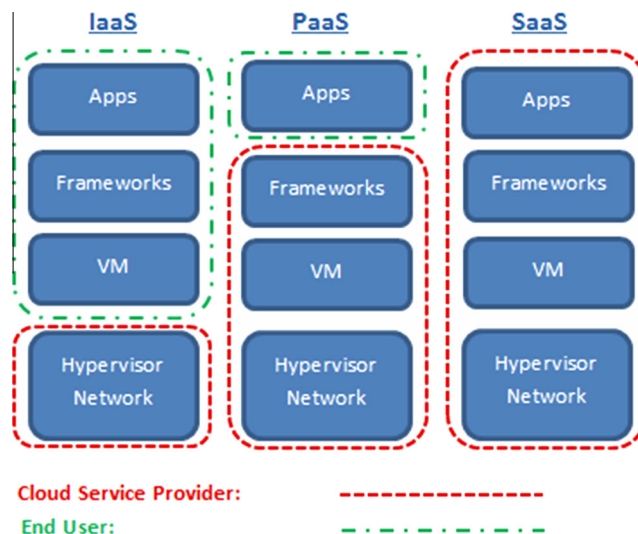 IaaS
PaaS
SaaS
Apps
Apps
Apps
Frameworks
Frameworks
Frameworks
VM
VM
VM
Hypervisor
Network
Hypervisor
Network
Hypervisor
Network
Cloud Service Provider:
End User: